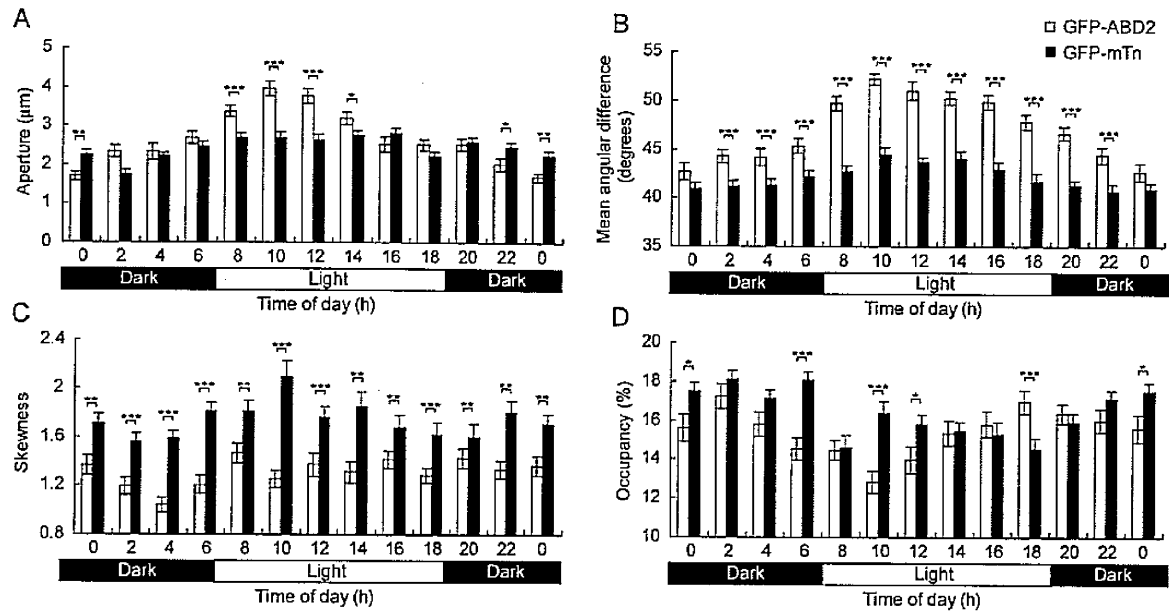 A
Aperture (μm)
5
4
3
2
1
0
** *** *** *** * * **
0 2 4 6 8 10 12 14 16 18 20 22 0
Dark Light Dark
Time of day (h)
B
GFP-ABD2
GFP-mTn
Mean angular difference
(degrees)
55
50
45
40
35
*** *** *** *** *** *** *** *** *** *** ***
0 2 4 6 8 10 12 14 16 18 20 22 0
Dark Light Dark
Time of day (h)
C
Skewness
2.4
2
1.6
1.2
0.8
** *** *** *** ** *** *** ** ** *** ** ** **
0 2 4 6 8 10 12 14 16 18 20 22 0
Dark Light Dark
Time of day (h)
D
Occupancy (%)
20
18
16
14
12
10
* *** *** * *** *
0 2 4 6 8 10 12 14 16 18 20 22 0
Dark Light Dark
Time of day (h)